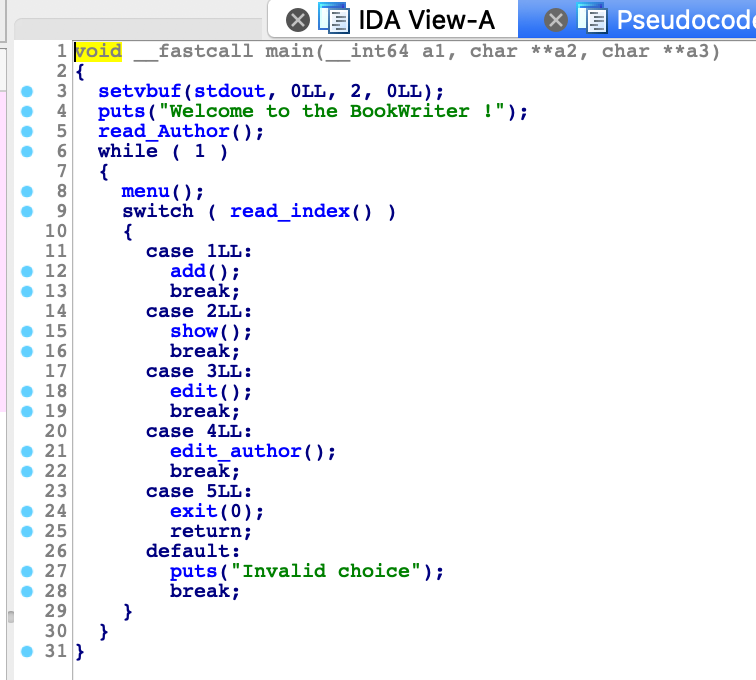 IDA View-A Pseudocode
1 void __fastcall main(__int64 a1, char **a2, char **a3)
2 {
3 setvbuf(stdout, 0LL, 2, 0LL);
4 puts("Welcome to the BookWriter !");
5 read_Author();
6 while ( 1 )
7 {
8 menu();
9 switch ( read_index() )
10 {
11 case 1LL:
12 add();
13 break;
14 case 2LL:
15 show();
16 break;
17 case 3LL:
18 edit();
19 break;
20 case 4LL:
21 edit_author();
22 break;
23 case 5LL:
24 exit(0);
25 return;
26 default:
27 puts("Invalid choice");
28 break;
29 }
30 }
31 }